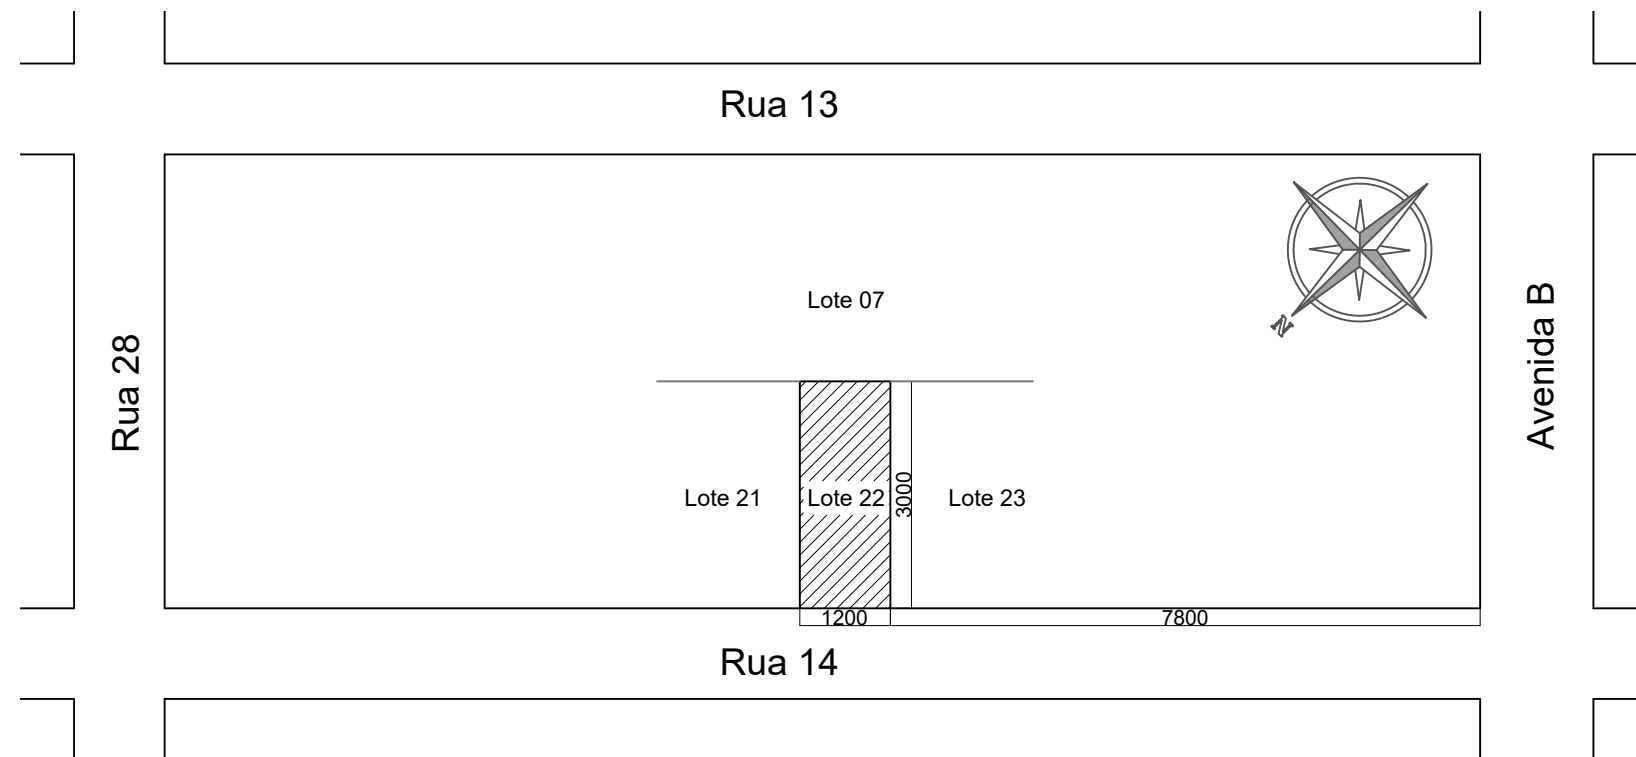 Rua 13
Lote 07
N
Rua 28
Avenida B
Lote 21
Lote 22
3000
Lote 23
1200
7800
Rua 14